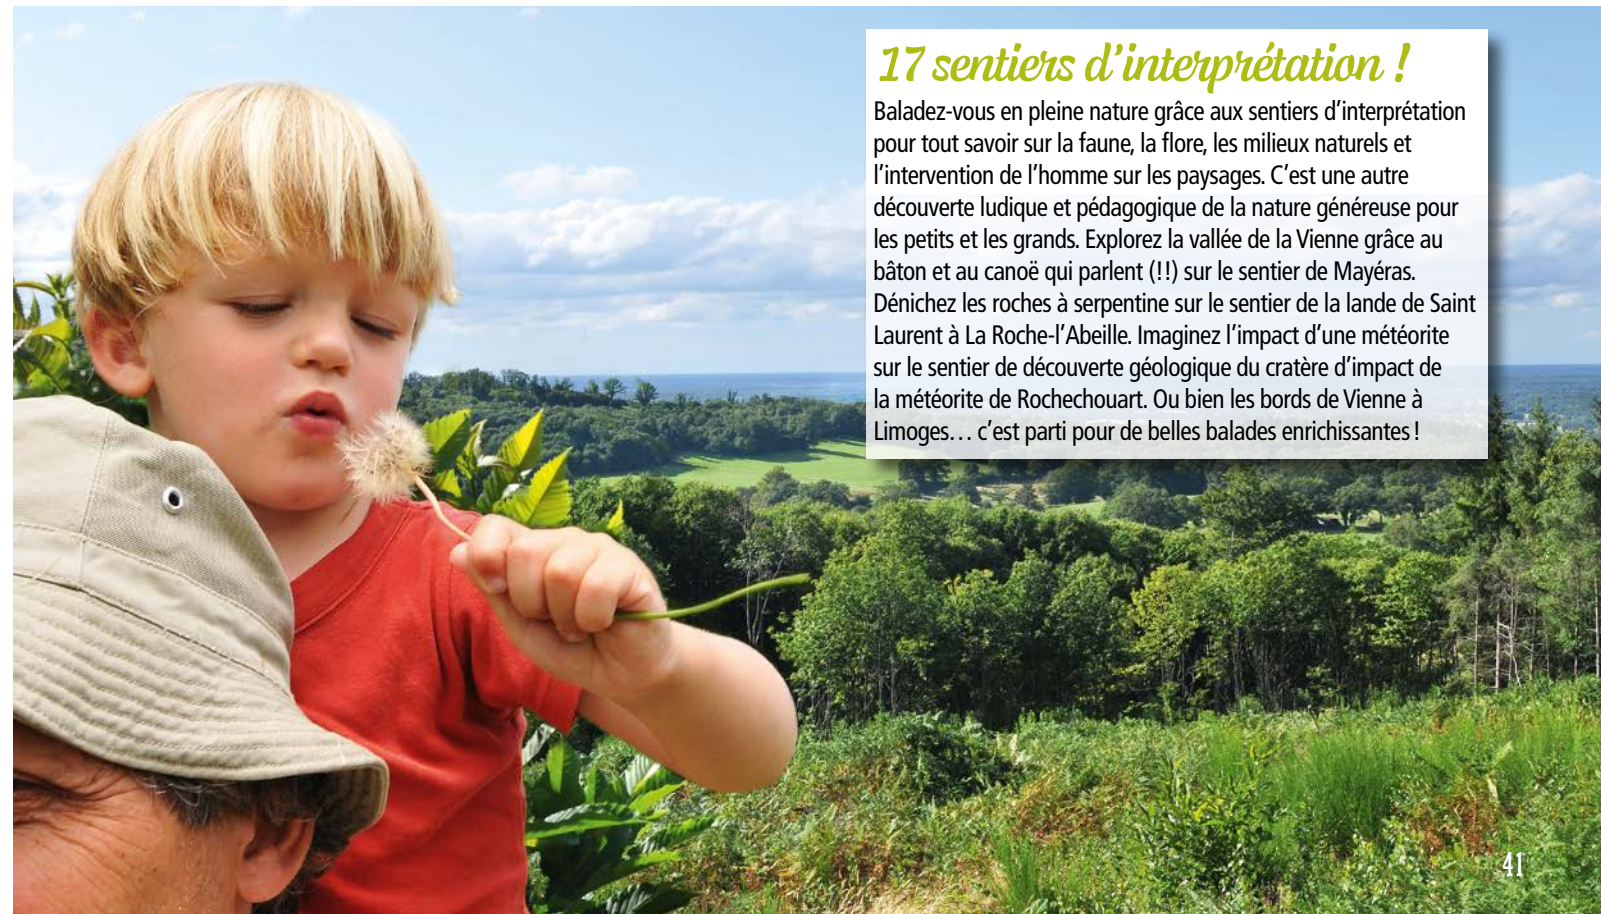 17 sentiers d'interprétation !
Baladez-vous en pleine nature grâce aux sentiers d'interprétation
pour tout savoir sur la faune, la flore, les milieux naturels et
l'intervention de l'homme sur les paysages. C'est une autre
découverte ludique et pédagogique de la nature généreuse pour
les petits et les grands. Explorez la vallée de la Vienne grâce au
bâton et au canoë qui parlent (!!) sur le sentier de Mayéras.
Dénichez les roches à serpentine sur le sentier de la lande de Saint
Laurent à La Roche-l'Abeille. Imaginez l'impact d'une météorite
sur le sentier de découverte géologique du cratère d'impact de
la météorite de Rochechouart. Ou bien les bords de Vienne à
Limoges… c'est parti pour de belles balades enrichissantes !
41